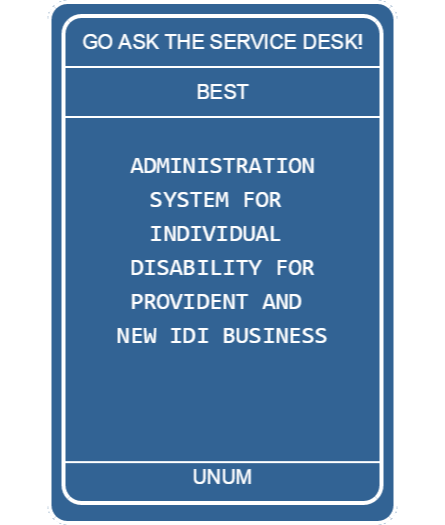 GO ASK THE SERVICE DESK!
BEST
ADMINISTRATION
SYSTEM FOR
INDIVIDUAL
DISABILITY FOR
PROVIDENT AND
NEW IDI BUSINESS
UNUM